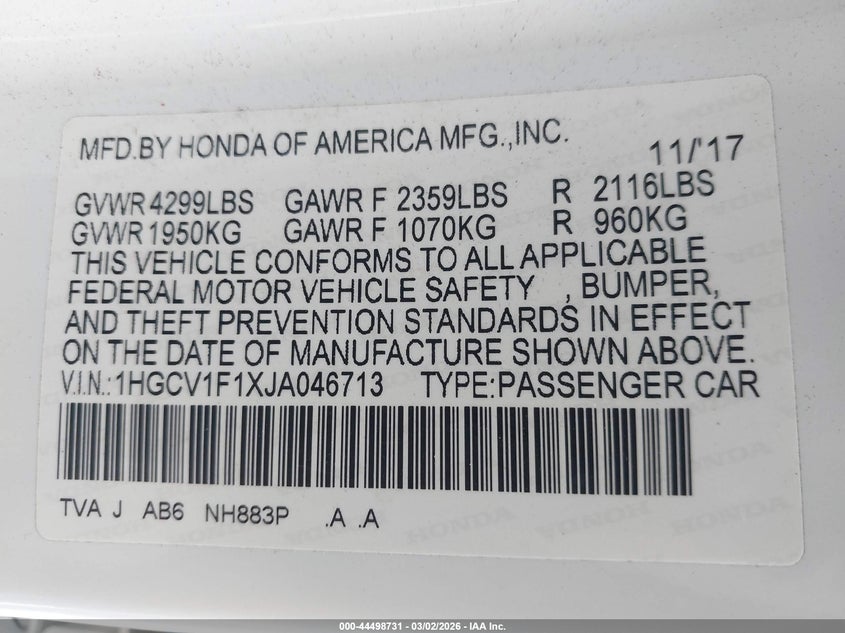 MFD.BY HONDA OF AMERICA MFG.,INC. 11/'17
GVWR 4299LBS GAWR F 2359LBS R 2116LBS
GVWR 1950KG GAWR F 1070KG R 960KG
THIS VEHICLE CONFORMS TO ALL APPLICABLE
FEDERAL MOTOR VEHICLE SAFETY , BUMPER,
AND THEFT PREVENTION STANDARDS IN EFFECT
ON THE DATE OF MANUFACTURE SHOWN ABOVE.
V.I.N.:1HGCV1F1XJA046713 TYPE:PASSENGER CAR
TVA J AB6 NH883P .A .A
000-44498731 | 03/02/2026 - IAA Inc.